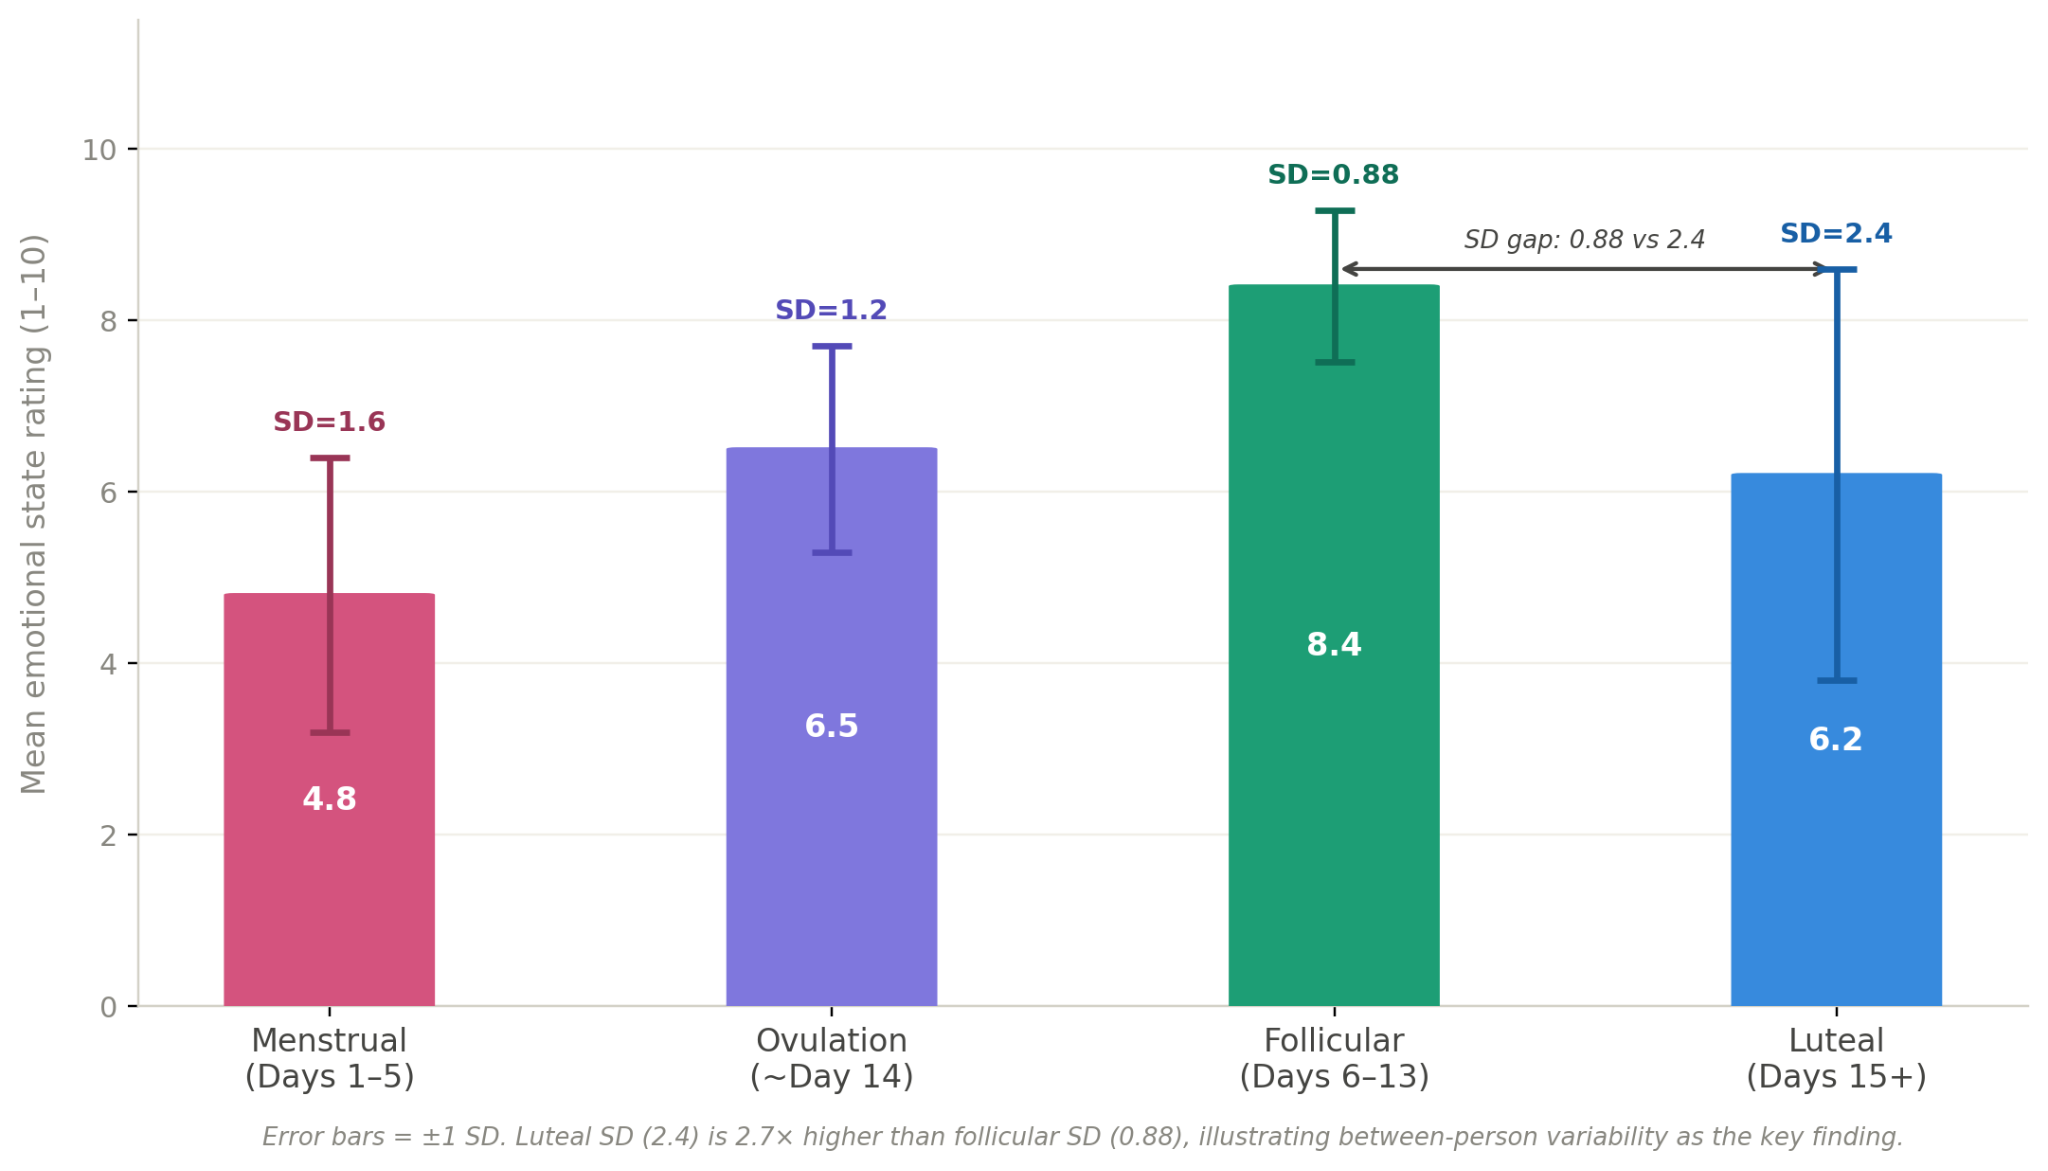 Mean emotional state rating (1–10)
10
8
6
4
2
0
SD=1.6
SD=1.2
SD=0.88
SD gap: 0.88 vs 2.4
SD=2.4
4.8
6.5
8.4
6.2
Menstrual
(Days 1–5)
Ovulation
(~Day 14)
Follicular
(Days 6–13)
Luteal
(Days 15+)
Error bars = ±1 SD. Luteal SD (2.4) is 2.7× higher than follicular SD (0.88), illustrating between-person variability as the key finding.